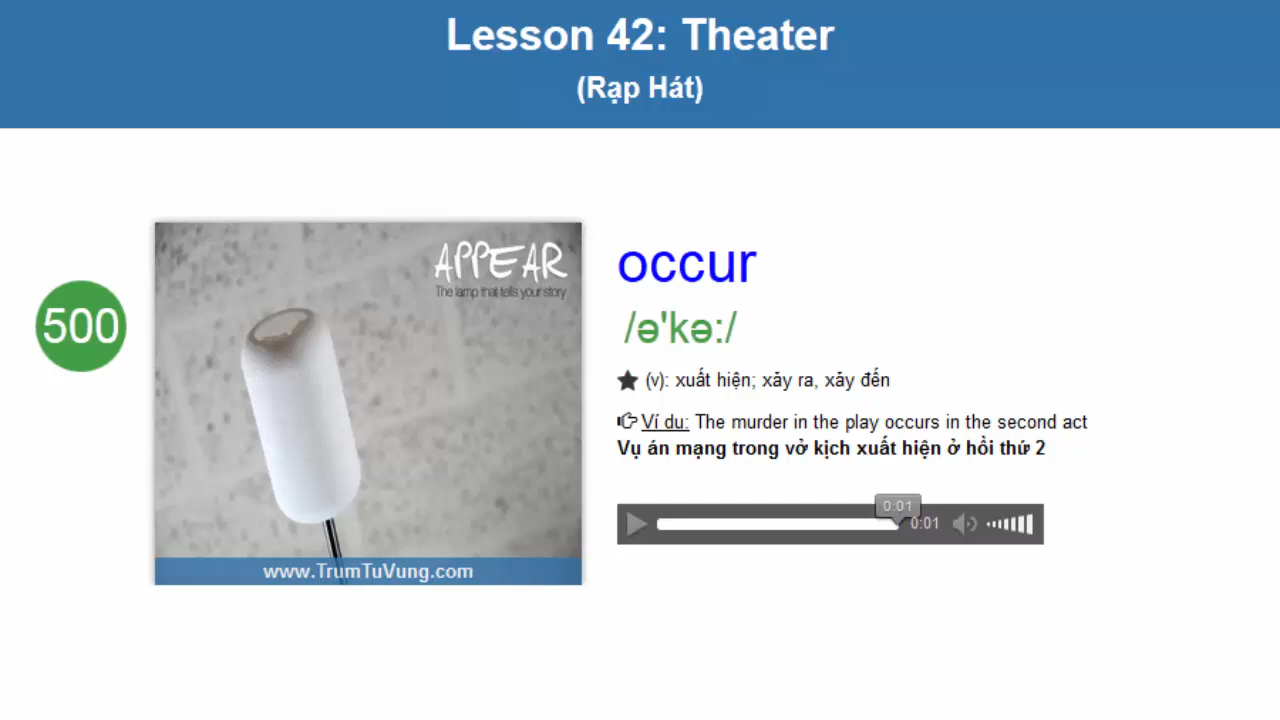 Lesson 42: Theater
(Rạp Hát)
500
APPEAR
The lamp that tells your story
www.TrumTuVung.com
occur
/ə'kə:/
(v): xuất hiện; xảy ra, xảy đến
Ví dụ: The murder in the play occurs in the second act
Vụ án mạng trong vở kịch xuất hiện ở hồi thứ 2
0:01
0:01